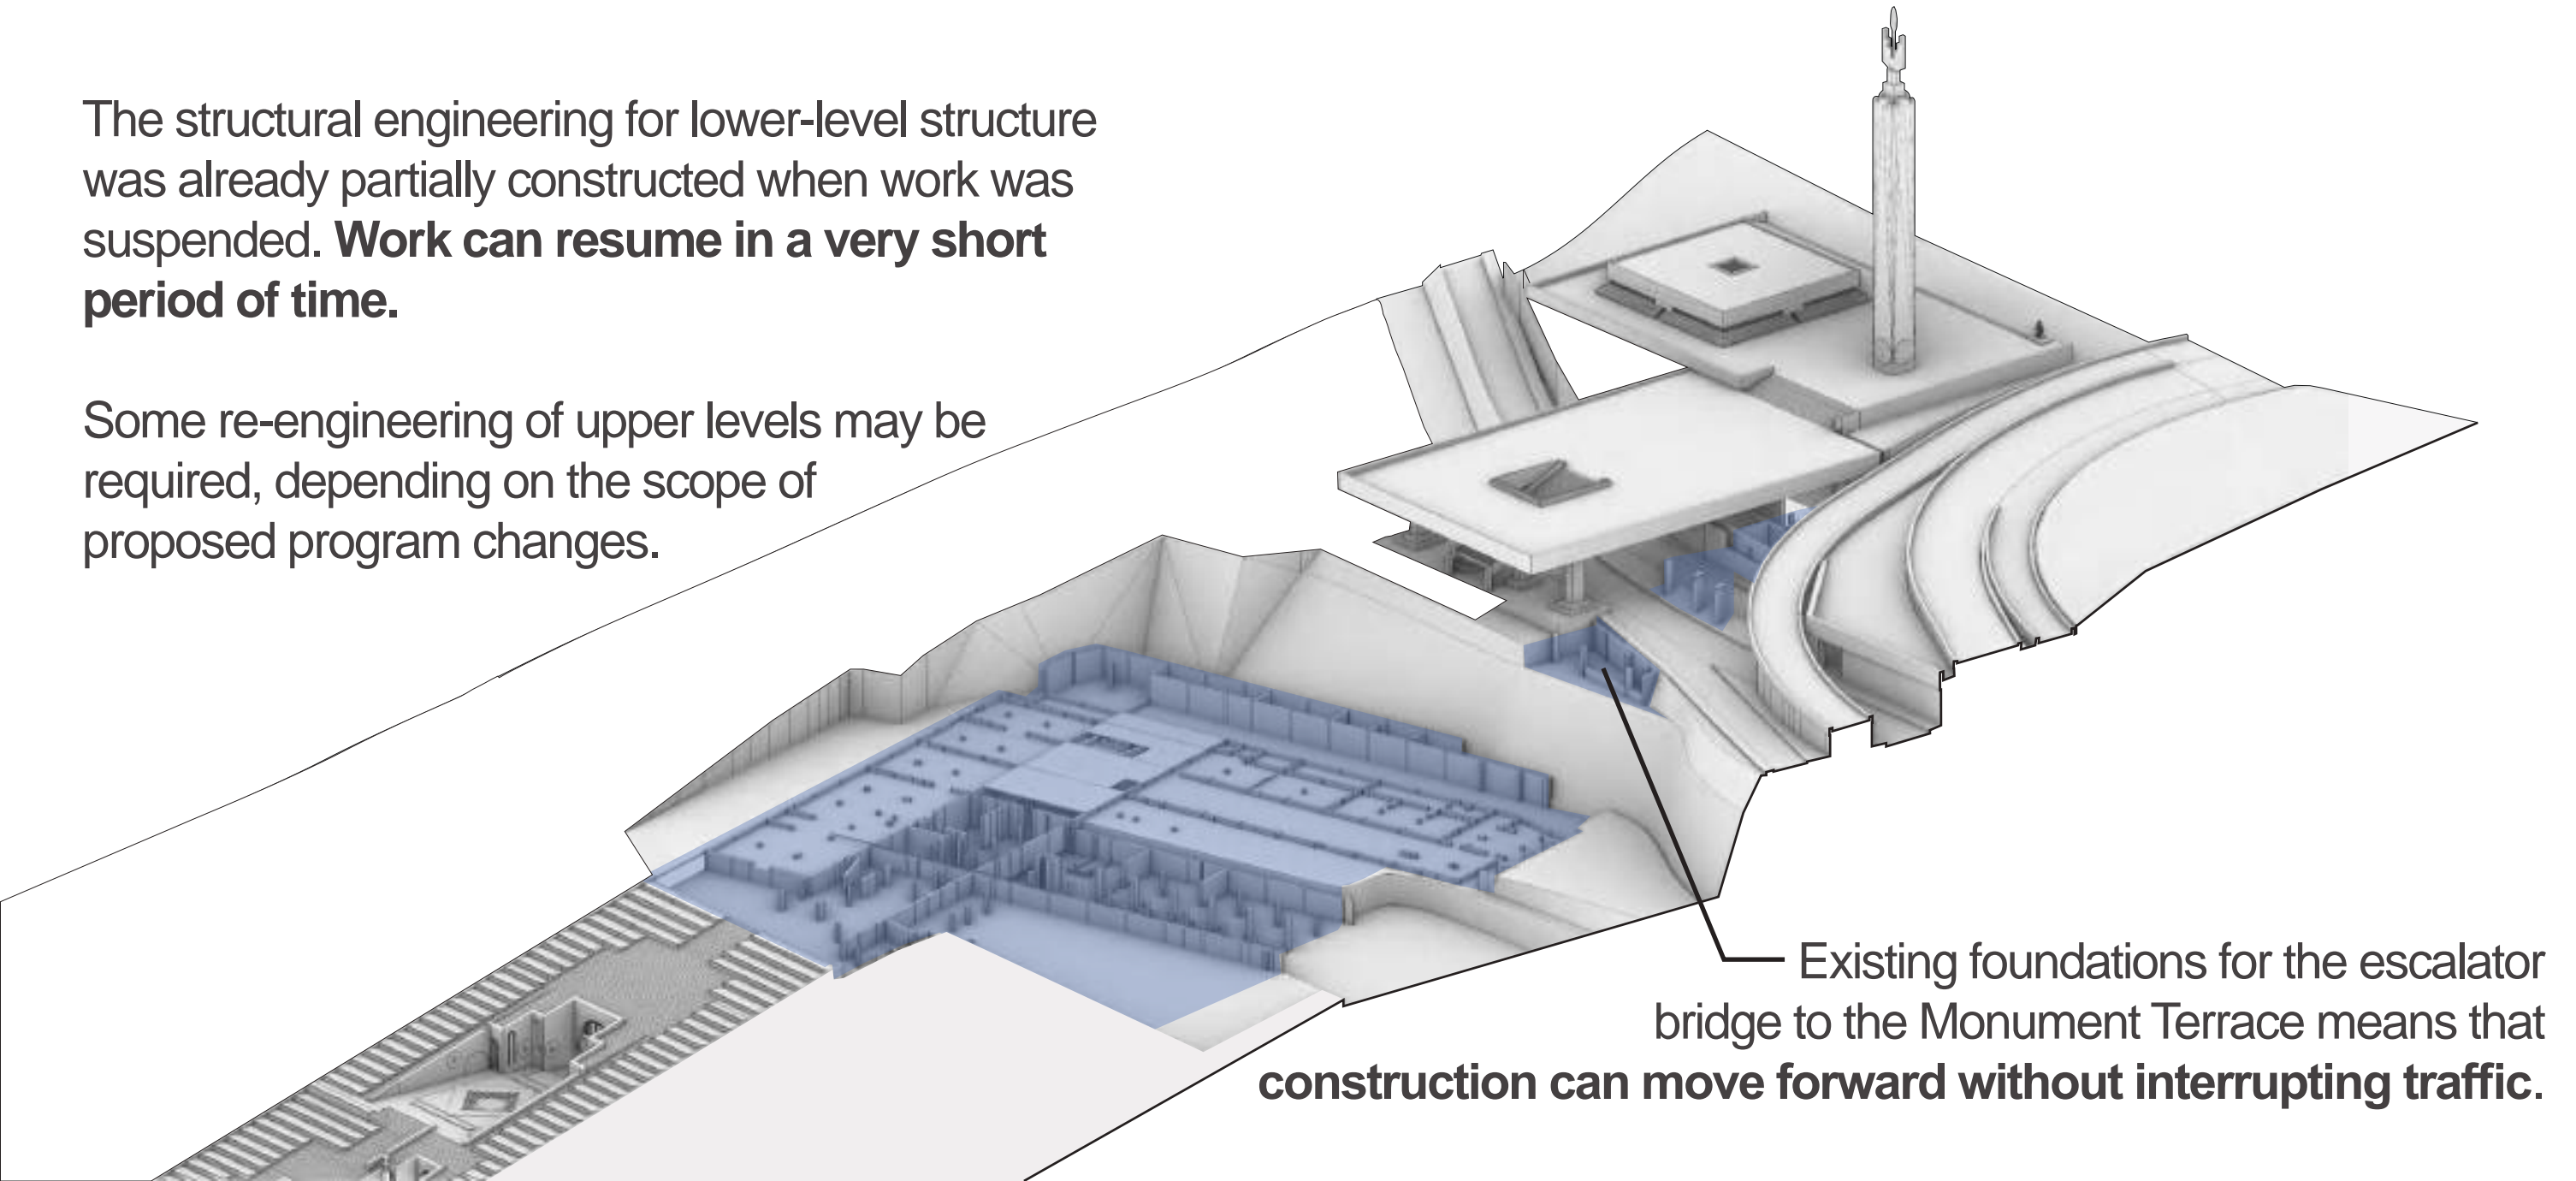 The structural engineering for lower-level structure
was already partially constructed when work was
suspended. Work can resume in a very short
period of time.
Some re-engineering of upper levels may be
required, depending on the scope of
proposed program changes.
Existing foundations for the escalator
bridge to the Monument Terrace means that
construction can move forward without interrupting traffic.